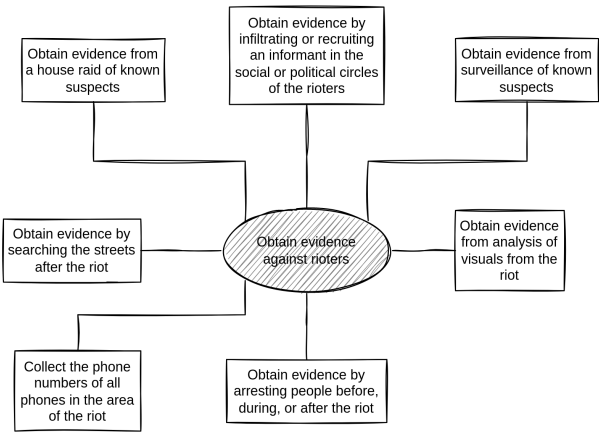 Obtain evidence from
a house raid of known
suspects
Obtain evidence by
infiltrating or recruiting
an informant in the
social or political circles
of the rioters
Obtain evidence from
surveillance of known
suspects
Obtain evidence by
searching the streets
after the riot
Obtain evidence
against rioters
Obtain evidence
from analysis of
visuals from the
riot
Collect the phone
numbers of all
phones in the area
of the riot
Obtain evidence by
arresting people before,
during, or after the riot